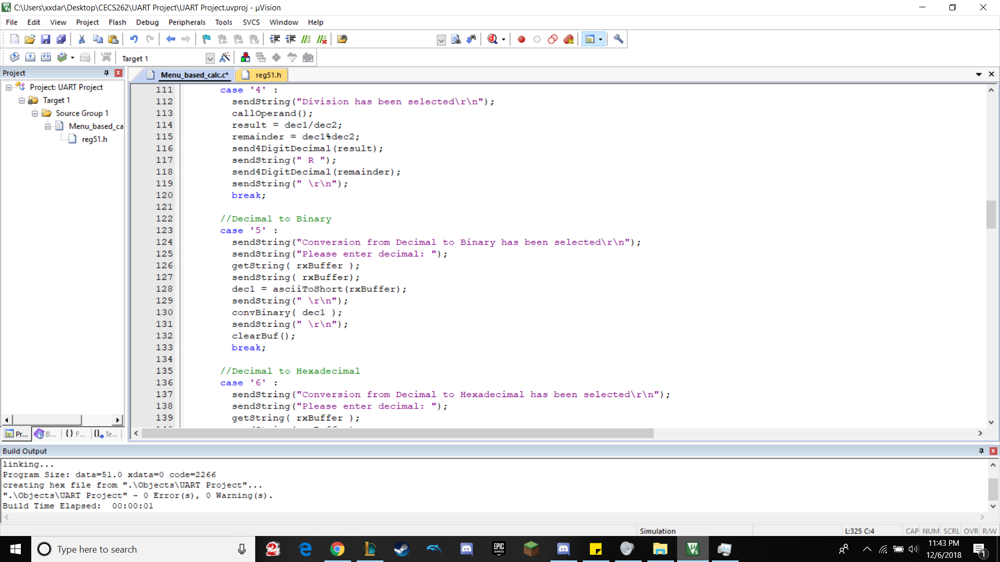 C:\Users\xxdar\Desktop\CECS262\UART Project\UART Project.uvproj - µVision
File Edit View Project Flash Debug Peripherals Tools SVCS Window Help
LOAD
Target 1
Project
Menu_based_calc.c*
reg51.h
Project: UART Project
Target 1
Source Group 1
Menu_based_ca
reg51.h
111 case '4' :
112 sendString("Division has been selected\r\n");
113 callOperand();
114 result = dec1/dec2;
115 remainder = dec1%dec2;
116 send4DigitDecimal(result);
117 sendString(" R ");
118 send4DigitDecimal(remainder);
119 sendString(" \r\n");
120 break;
121
122 //Decimal to Binary
123 case '5' :
124 sendString("Conversion from Decimal to Binary has been selected\r\n");
125 sendString("Please enter decimal: ");
126 getString( rxBuffer );
127 sendString( rxBuffer);
128 dec1 = asciiToShort(rxBuffer);
129 sendString(" \r\n");
130 convBinary( dec1 );
131 sendString(" \r\n");
132 clearBuf();
133 break;
134
135 //Decimal to Hexadecimal
136 case '6' :
137 sendString("Conversion from Decimal to Hexadecimal has been selected\r\n");
138 sendString("Please enter decimal: ");
139 getString( rxBuffer );
Pr... B... {} F... Te...
Build Output
linking...
Program Size: data=51.0 xdata=0 code=2266
creating hex file from ".\Objects\UART Project"...
".\Objects\UART Project" - 0 Error(s), 0 Warning(s).
Build Time Elapsed:  00:00:01
Simulation
L:325 C:4
CAP NUM SCRL OVR R/W
Type here to search
EPIC
GAMES
11:43 PM
12/6/2018
1